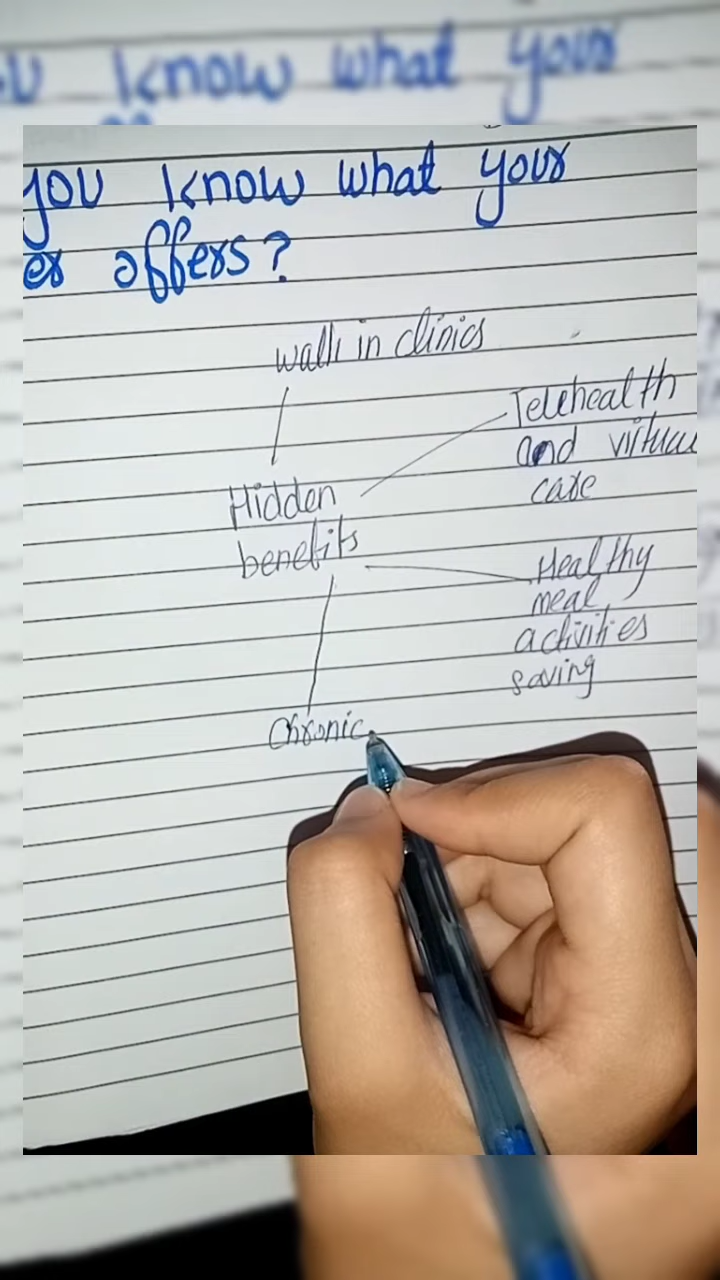 you know what your
er offers?
walk in clinics
Telehealth
and virtual
care
Hidden
benefits
Healthy
meal
activities
saving
Chronic